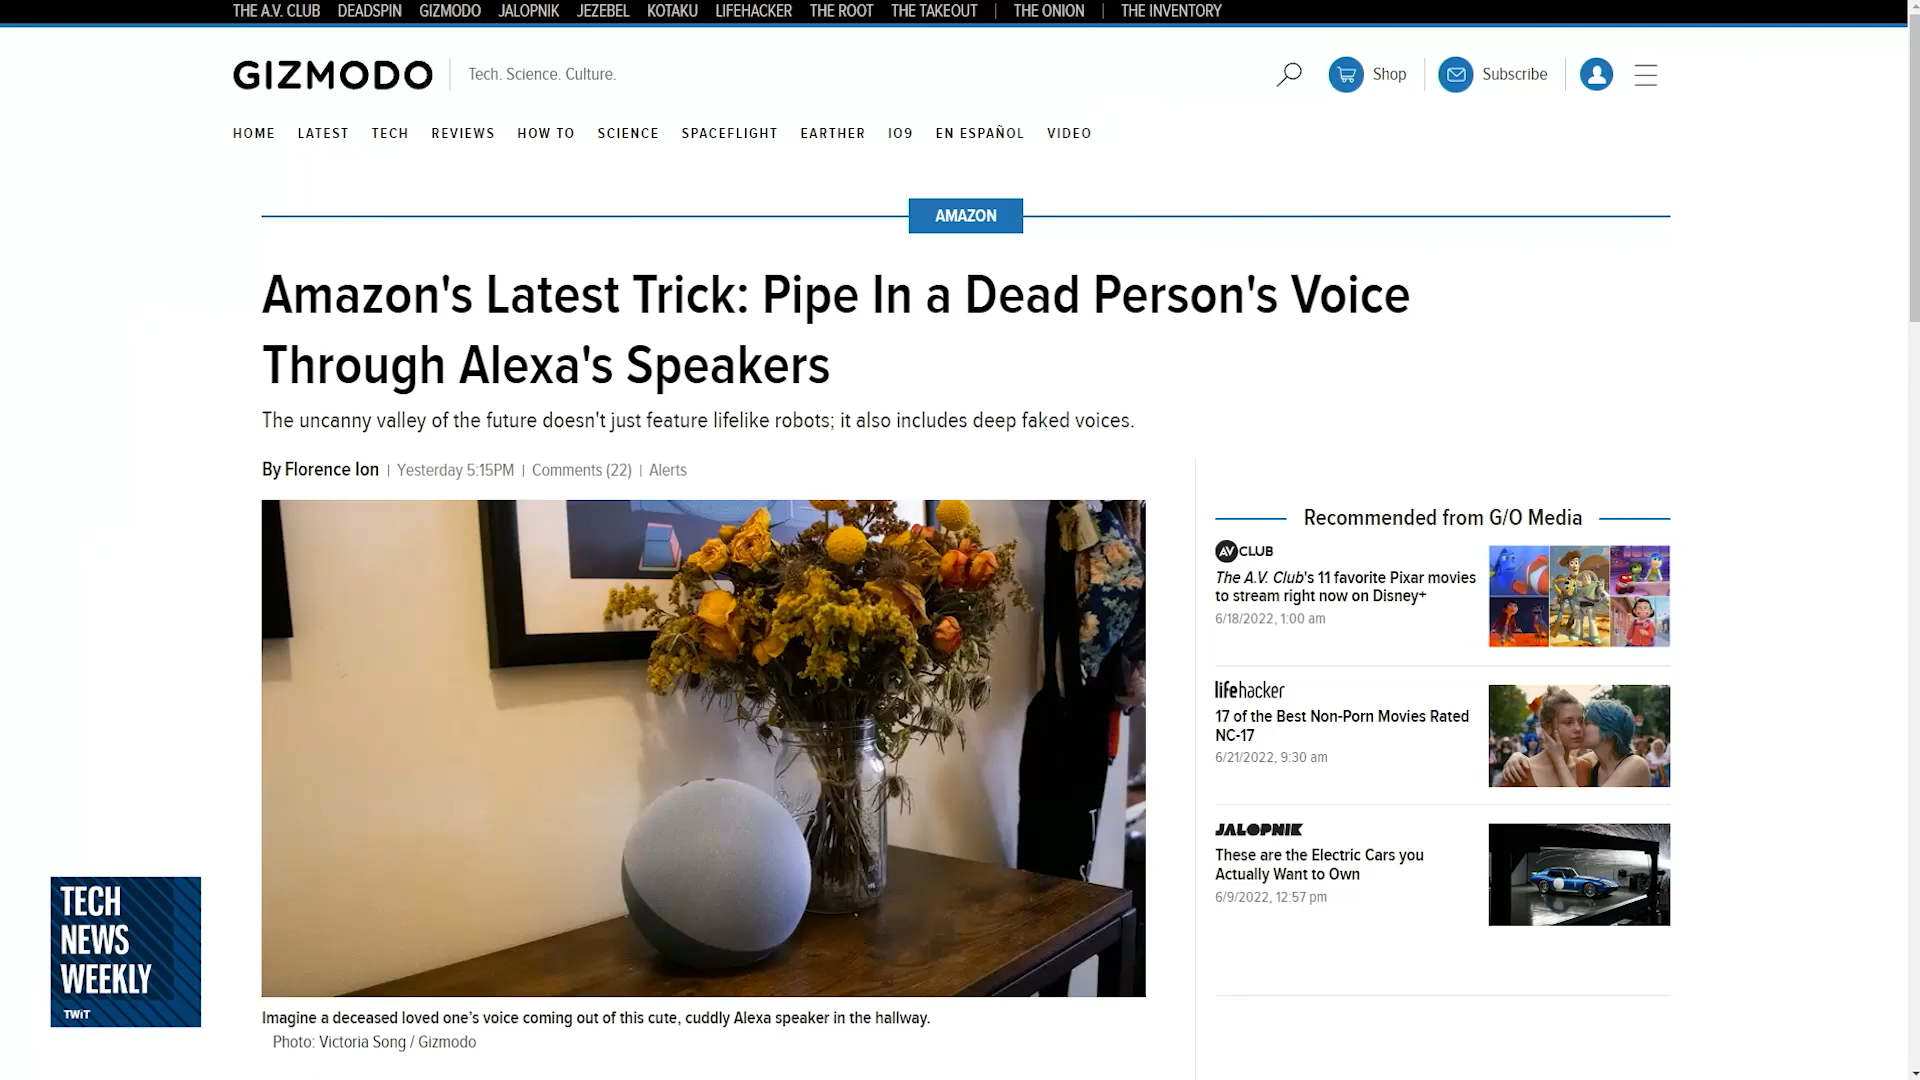 THE A.V. CLUB DEADSPIN GIZMODO JALOPNIK JEZEBEL KOTAKU LIFEHACKER THE ROOT THE TAKEOUT | THE ONION | THE INVENTORY
GIZMODO Tech. Science. Culture. Shop Subscribe
HOME LATEST TECH REVIEWS HOW TO SCIENCE SPACEFLIGHT EARTHER IO9 EN ESPAÑOL VIDEO
AMAZON
Amazon's Latest Trick: Pipe In a Dead Person's Voice
Through Alexa's Speakers
The uncanny valley of the future doesn't just feature lifelike robots; it also includes deep faked voices.
By Florence Ion | Yesterday 5:15PM | Comments (22) | Alerts
Imagine a deceased loved one's voice coming out of this cute, cuddly Alexa speaker in the hallway.
Photo: Victoria Song / Gizmodo
Recommended from G/O Media
AV CLUB
The A.V. Club's 11 favorite Pixar movies
to stream right now on Disney+
6/18/2022, 1:00 am
lifehacker
17 of the Best Non-Porn Movies Rated
NC-17
6/21/2022, 9:30 am
JALOPNIK
These are the Electric Cars you
Actually Want to Own
6/9/2022, 12:57 pm
TECH
NEWS
WEEKLY
TWiT